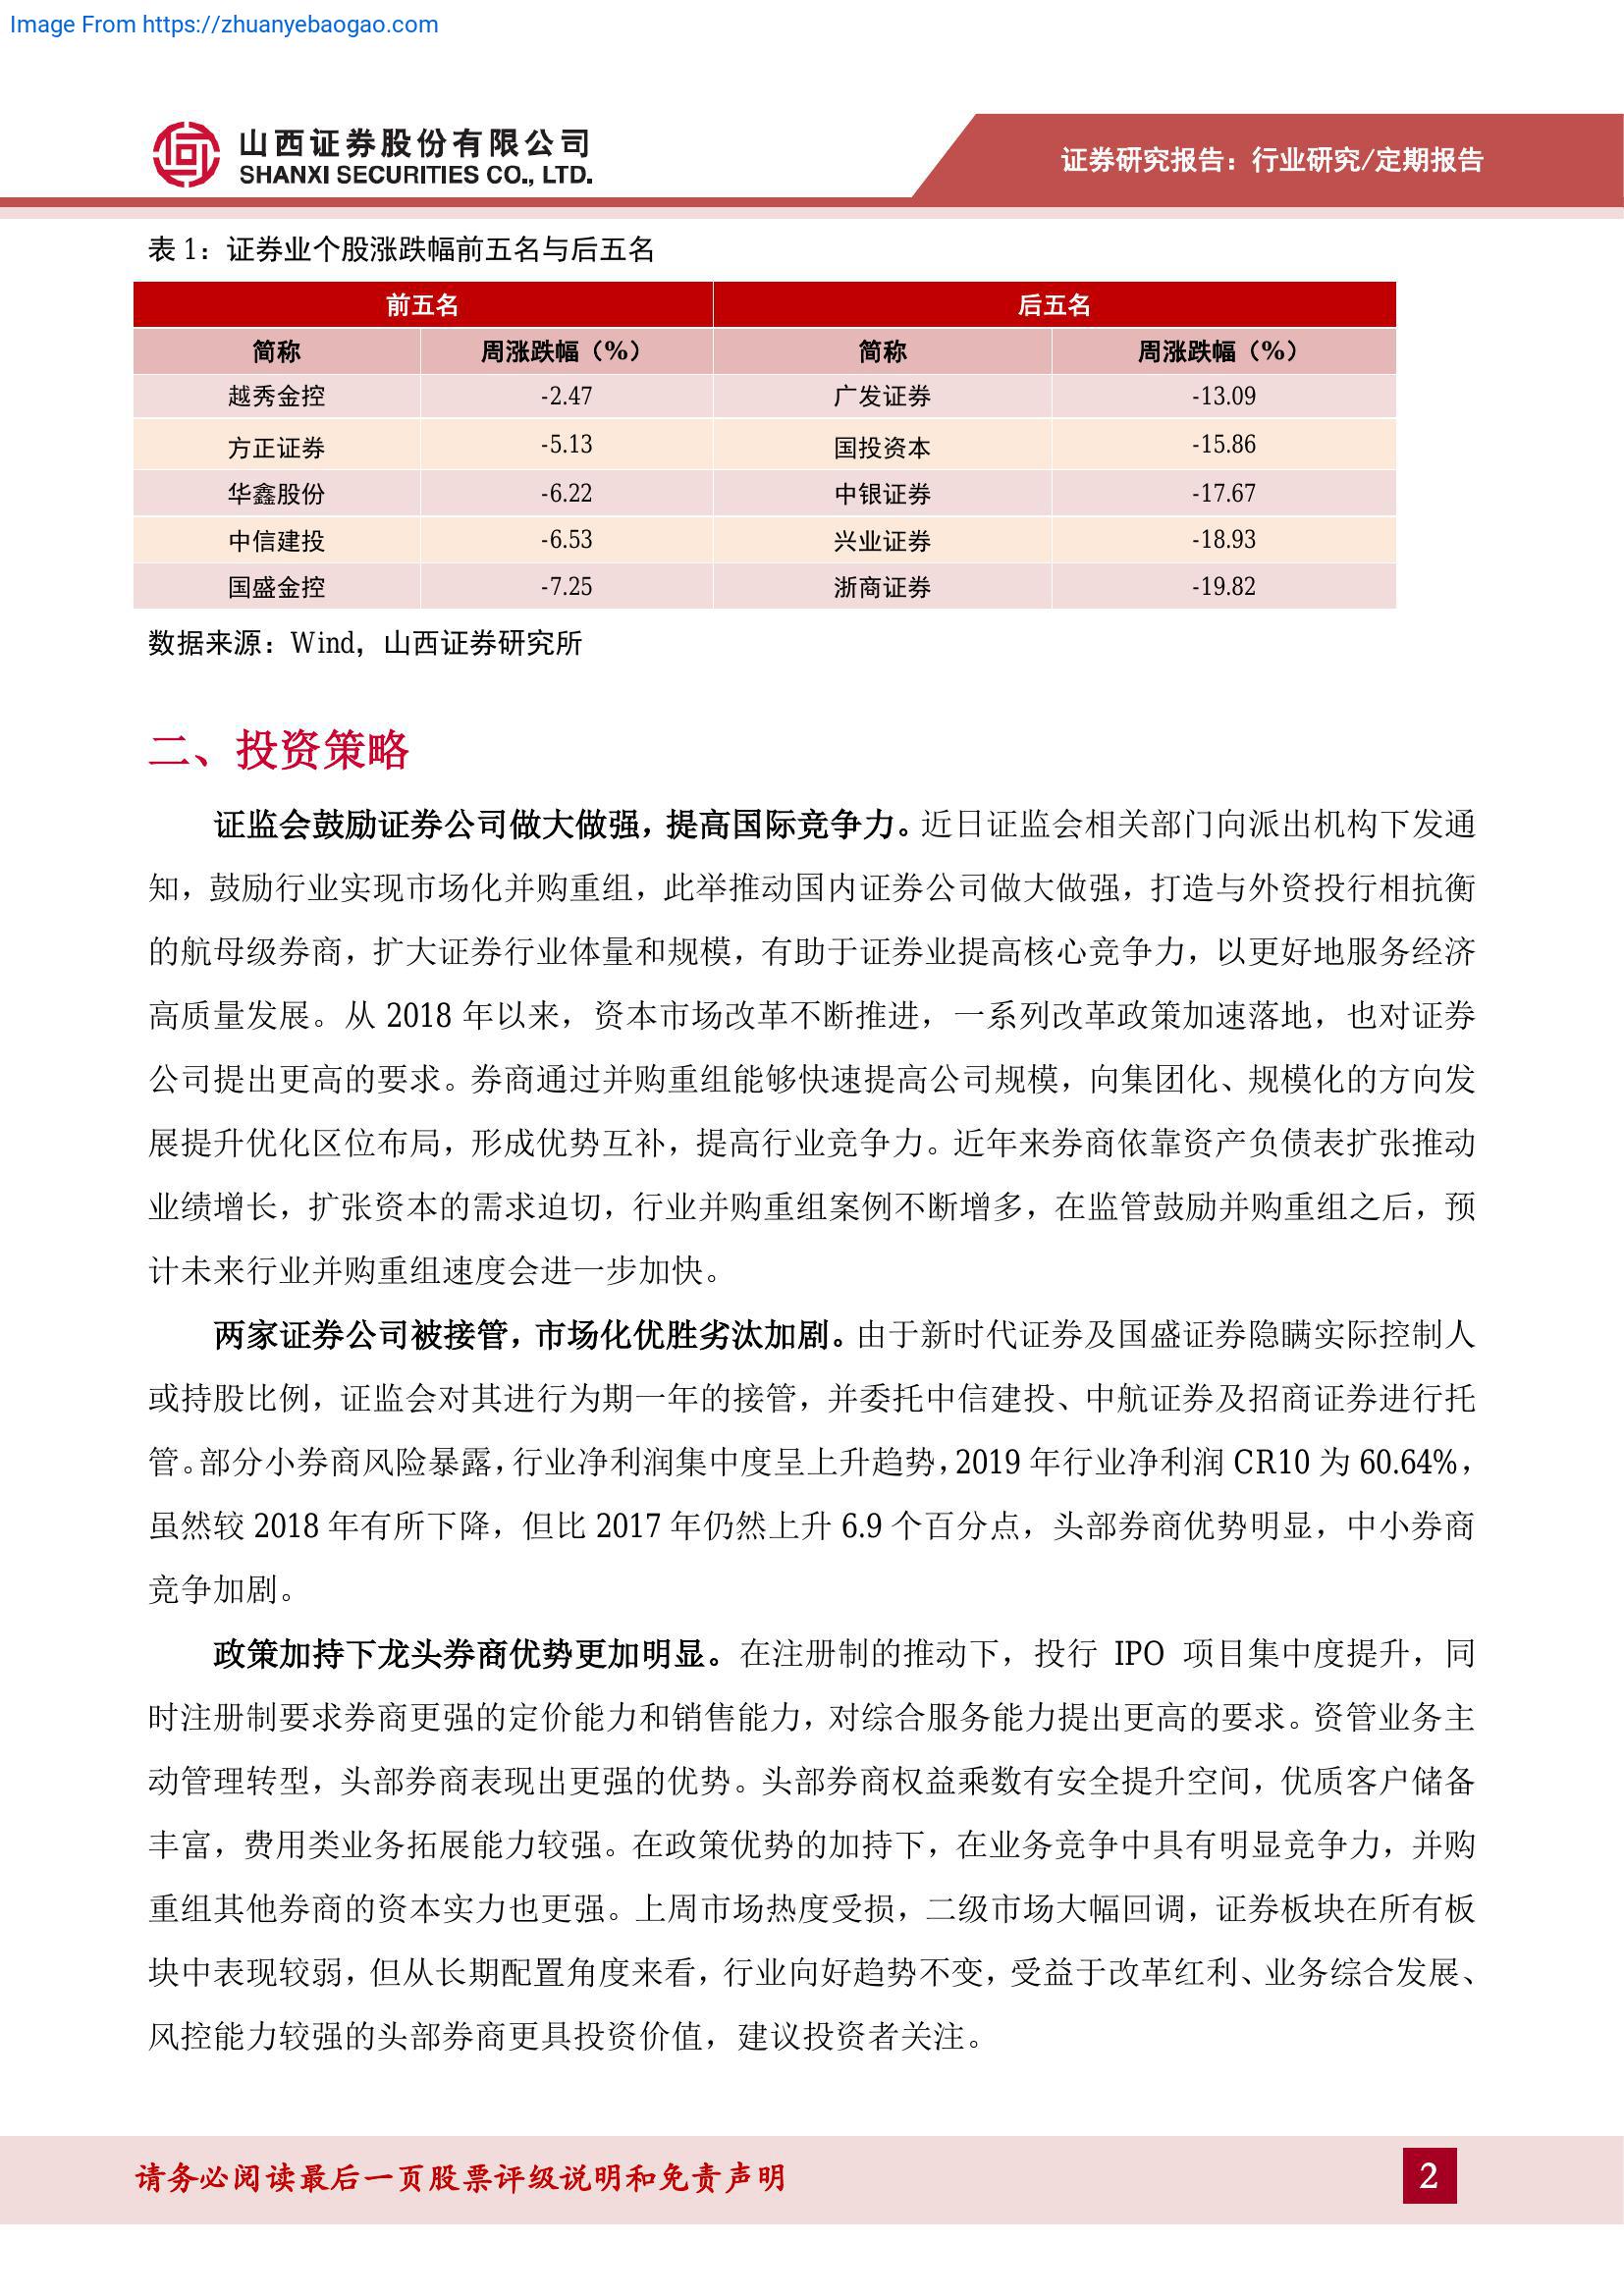 Image From https://zhuanyebaogao.com
山西证券股份有限公司
SHANXI SECURITIES CO., LTD.
证券研究报告：行业研究/定期报告
表 1：证券业个股涨跌幅前五名与后五名
前五名 后五名
简称 周涨跌幅（%） 简称 周涨跌幅（%）
越秀金控 -2.47 广发证券 -13.09
方正证券 -5.13 国投资本 -15.86
华鑫股份 -6.22 中银证券 -17.67
中信建投 -6.53 兴业证券 -18.93
国盛金控 -7.25 浙商证券 -19.82
数据来源：Wind，山西证券研究所
二、投资策略
证监会鼓励证券公司做大做强，提高国际竞争力。近日证监会相关部门向派出机构下发通
知，鼓励行业实现市场化并购重组，此举推动国内证券公司做大做强，打造与外资投行相抗衡
的航母级券商，扩大证券行业体量和规模，有助于证券业提高核心竞争力，以更好地服务经济
高质量发展。从 2018 年以来，资本市场改革不断推进，一系列改革政策加速落地，也对证券
公司提出更高的要求。券商通过并购重组能够快速提高公司规模，向集团化、规模化的方向发
展提升优化区位布局，形成优势互补，提高行业竞争力。近年来券商依靠资产负债表扩张推动
业绩增长，扩张资本的需求迫切，行业并购重组案例不断增多，在监管鼓励并购重组之后，预
计未来行业并购重组速度会进一步加快。
两家证券公司被接管，市场化优胜劣汰加剧。由于新时代证券及国盛证券隐瞒实际控制人
或持股比例，证监会对其进行为期一年的接管，并委托中信建投、中航证券及招商证券进行托
管。部分小券商风险暴露，行业净利润集中度呈上升趋势，2019 年行业净利润 CR10 为 60.64%，
虽然较 2018 年有所下降，但比 2017 年仍然上升 6.9 个百分点，头部券商优势明显，中小券商
竞争加剧。
政策加持下龙头券商优势更加明显。在注册制的推动下，投行 IPO 项目集中度提升，同
时注册制要求券商更强的定价能力和销售能力，对综合服务能力提出更高的要求。资管业务主
动管理转型，头部券商表现出更强的优势。头部券商权益乘数有安全提升空间，优质客户储备
丰富，费用类业务拓展能力较强。在政策优势的加持下，在业务竞争中具有明显竞争力，并购
重组其他券商的资本实力也更强。上周市场热度受损，二级市场大幅回调，证券板块在所有板
块中表现较弱，但从长期配置角度来看，行业向好趋势不变，受益于改革红利、业务综合发展、
风控能力较强的头部券商更具投资价值，建议投资者关注。
请务必阅读最后一页股票评级说明和免责声明 2